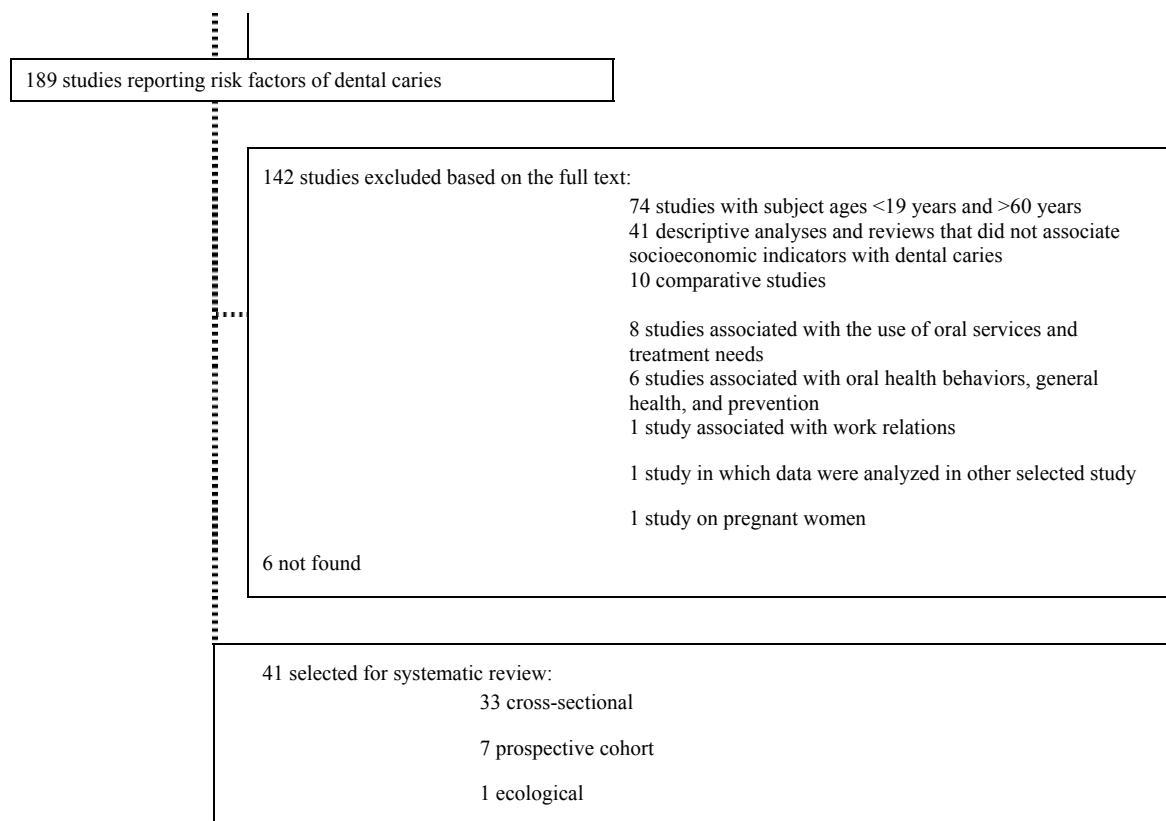 189 studies reporting risk factors of dental caries
142 studies excluded based on the full text:
74 studies with subject ages <19 years and >60 years
41 descriptive analyses and reviews that did not associate
socioeconomic indicators with dental caries
10 comparative studies
8 studies associated with the use of oral services and
treatment needs
6 studies associated with oral health behaviors, general
health, and prevention
1 study associated with work relations
1 study in which data were analyzed in other selected study
1 study on pregnant women
6 not found
41 selected for systematic review:
33 cross-sectional
7 prospective cohort
1 ecological